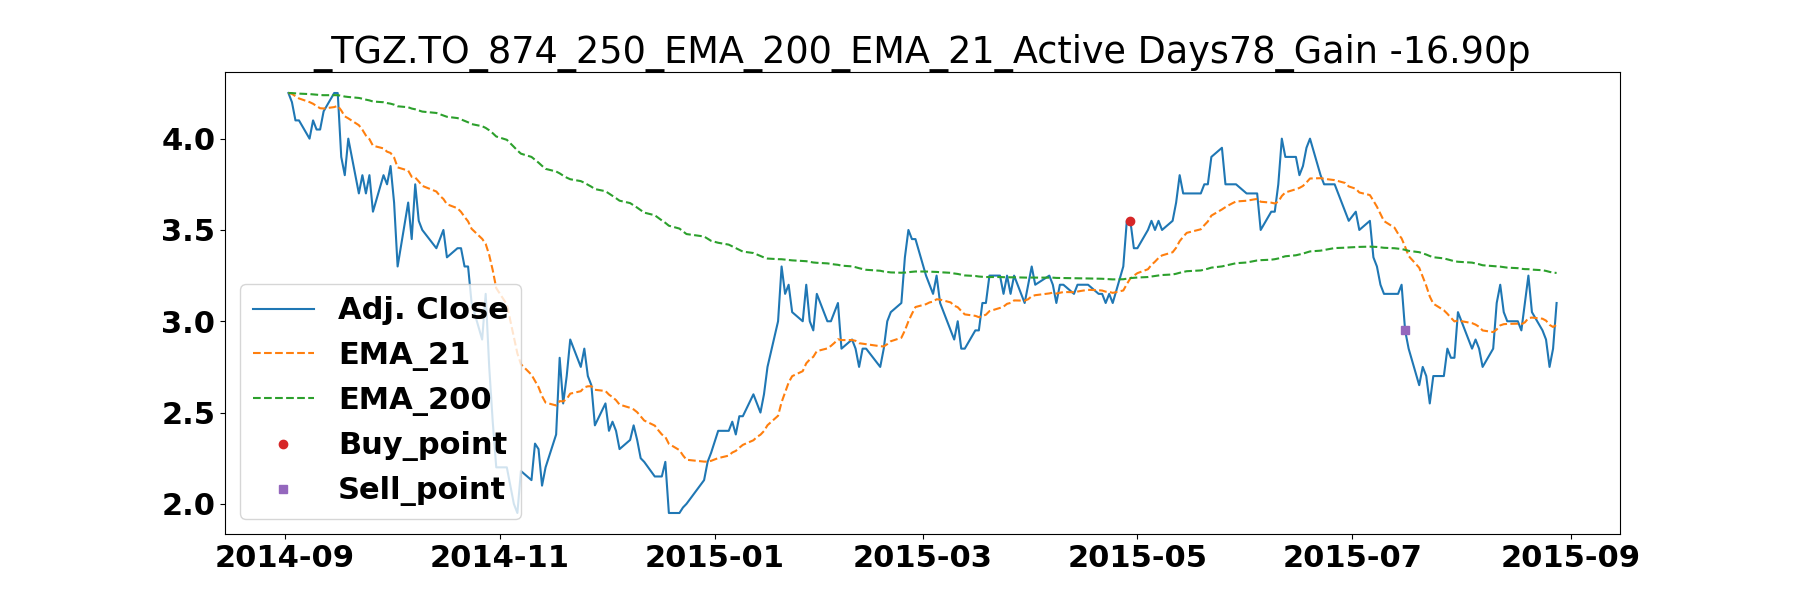 _TGZ.TO_874_250_EMA_200_EMA_21_Active Days78_Gain -16.90p
4.0
3.5
3.0
2.5
2.0
Adj. Close
EMA_21
EMA_200
Buy_point
Sell_point
2014-09 2014-11 2015-01 2015-03 2015-05 2015-07 2015-09